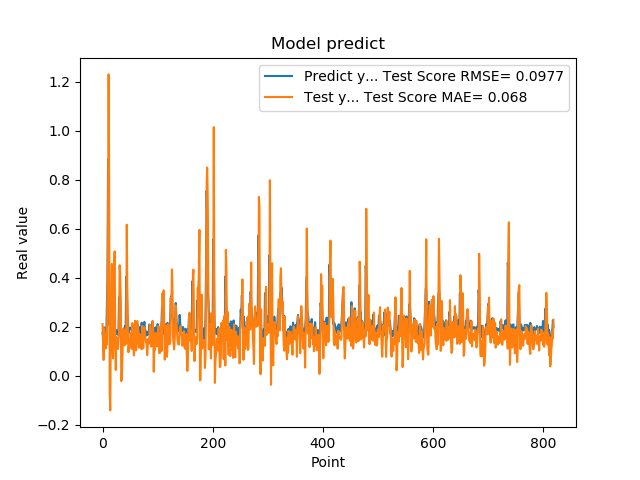 Model predict
Predict y... Test Score RMSE= 0.0977
Test y... Test Score MAE= 0.068
Real value
1.2
1.0
0.8
0.6
0.4
0.2
0.0
−0.2
0 200 400 600 800
Point